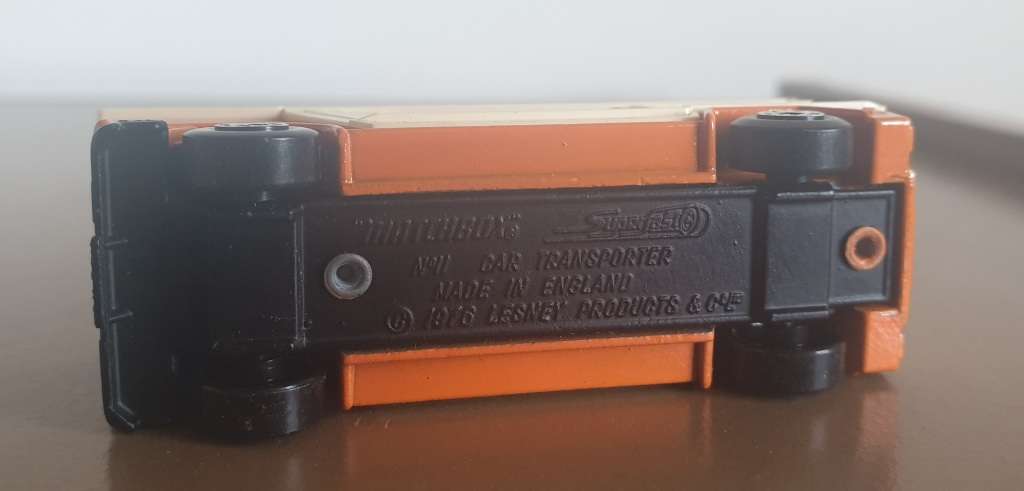 "MATCHBOX"® Superfast
Nº11 CAR TRANSPORTER
MADE IN ENGLAND
© 1976 LESNEY PRODUCTS & Cº LTD